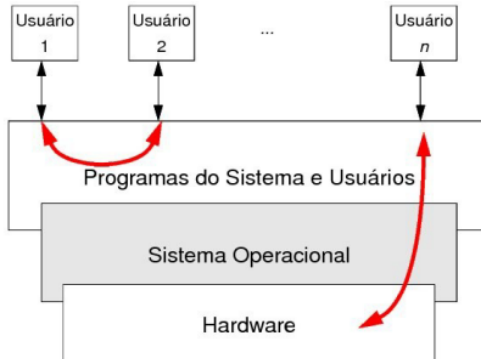 Usuário
1
Usuário
2
...
Usuário
n
Programas do Sistema e Usuários
Sistema Operacional
Hardware